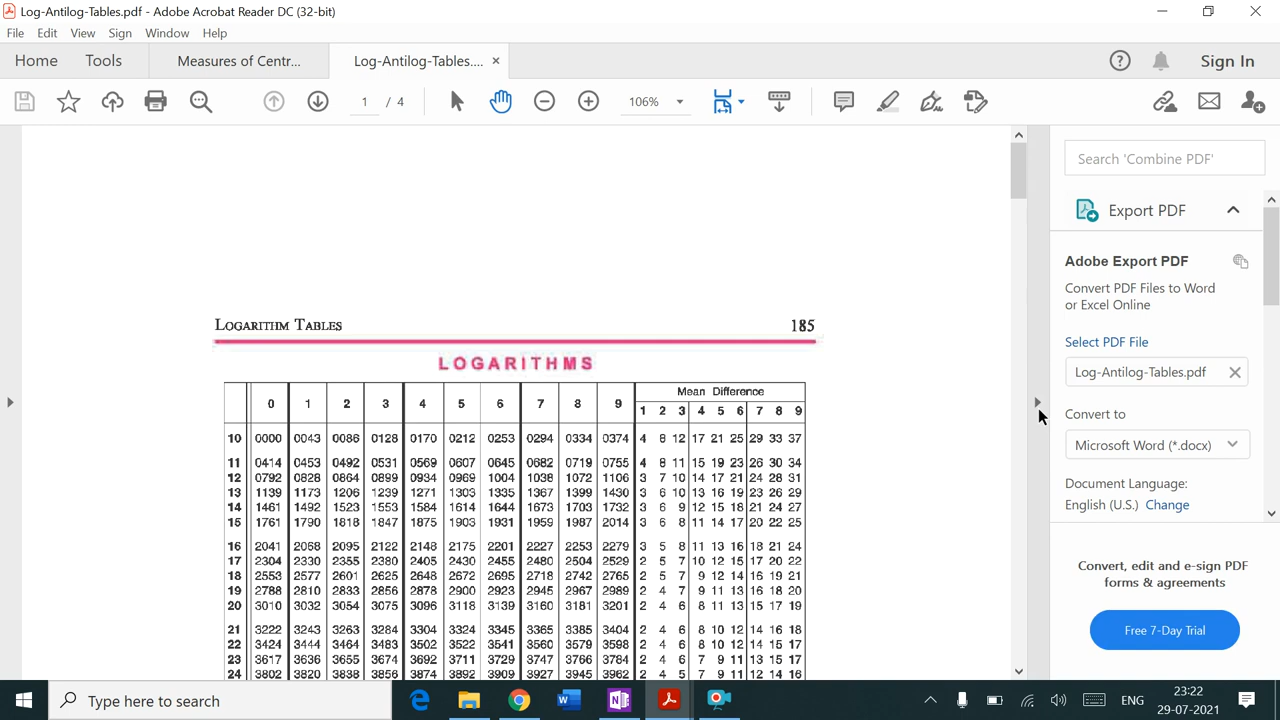 Log-Antilog-Tables.pdf - Adobe Acrobat Reader DC (32-bit)
File Edit View Sign Window Help
Home Tools Measures of Centr... Log-Antilog-Tables.... × Sign In
1 / 4 106%
Search 'Combine PDF'
Export PDF
Adobe Export PDF
Convert PDF Files to Word
or Excel Online
Select PDF File
Log-Antilog-Tables.pdf
Convert to
Microsoft Word (*.docx)
Document Language:
English (U.S.) Change
Convert, edit and e-sign PDF
forms & agreements
Free 7-Day Trial
LOGARITHM TABLES 185
LOGARITHMS
Mean Difference
0 1 2 3 4 5 6 7 8 9 1 2 3 4 5 6 7 8 9
10 0000 0043 0086 0128 0170 0212 0253 0294 0334 0374 4 8 12 17 21 25 29 33 37
11 0414 0453 0492 0531 0569 0607 0645 0682 0719 0755 4 8 11 15 19 23 26 30 34
12 0792 0828 0864 0899 0934 0969 1004 1038 1072 1106 3 7 10 14 17 21 24 28 31
13 1139 1173 1206 1239 1271 1303 1335 1367 1399 1430 3 6 10 13 16 19 23 26 29
14 1461 1492 1523 1553 1584 1614 1644 1673 1703 1732 3 6 9 12 15 18 21 24 27
15 1761 1790 1818 1847 1875 1903 1931 1959 1987 2014 3 6 8 11 14 17 20 22 25
16 2041 2068 2095 2122 2148 2175 2201 2227 2253 2279 3 5 8 11 13 16 18 21 24
17 2304 2330 2355 2380 2405 2430 2455 2480 2504 2529 2 5 7 10 12 15 17 20 22
18 2553 2577 2601 2625 2648 2672 2695 2718 2742 2765 2 5 7 9 12 14 16 19 21
19 2788 2810 2833 2856 2878 2900 2923 2945 2967 2989 2 4 7 9 11 13 16 18 20
20 3010 3032 3054 3075 3096 3118 3139 3160 3181 3201 2 4 6 8 11 13 15 17 19
21 3222 3243 3263 3284 3304 3324 3345 3365 3385 3404 2 4 6 8 10 12 14 16 18
22 3424 3444 3464 3483 3502 3522 3541 3560 3579 3598 2 4 6 8 10 12 14 15 17
23 3617 3636 3655 3674 3692 3711 3729 3747 3766 3784 2 4 6 7 9 11 13 15 17
24 3802 3820 3838 3856 3874 3892 3909 3927 3945 3962 2 4 5 7 9 11 12 14 16
Type here to search
ENG
23:22
29-07-2021